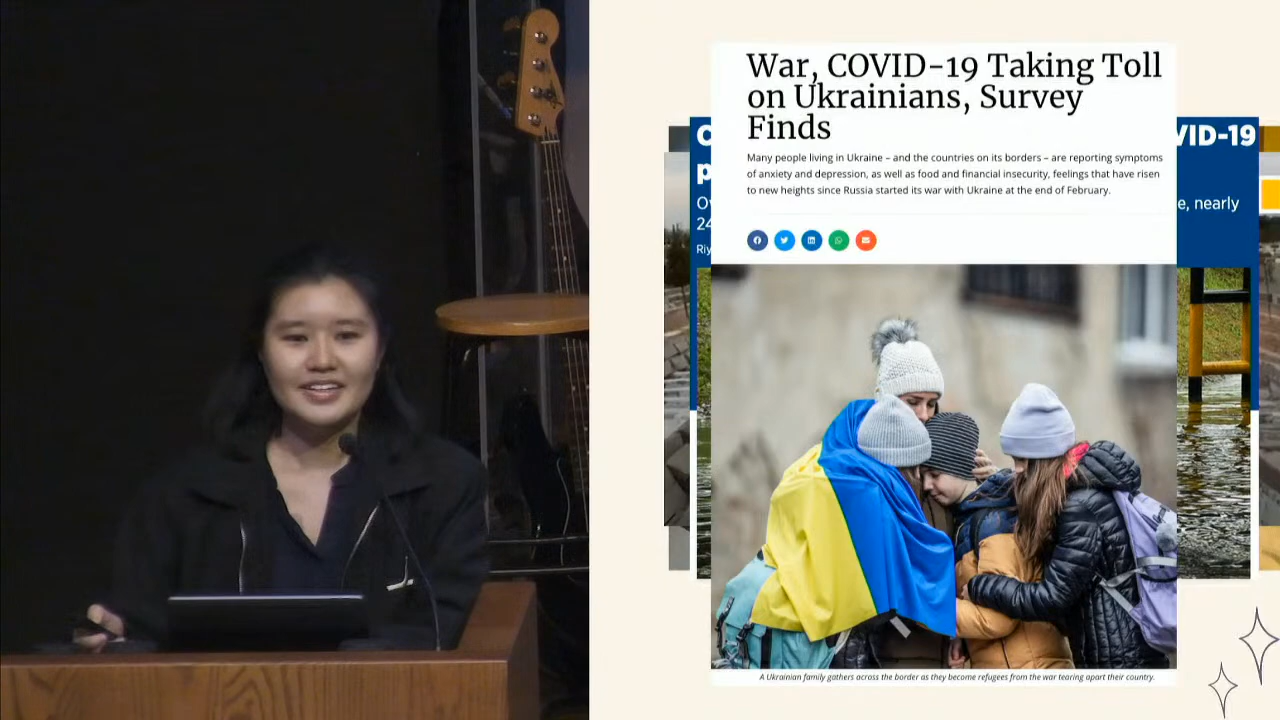 War, COVID-19 Taking Toll
on Ukrainians, Survey
Finds
Many people living in Ukraine – and the countries on its borders – are reporting symptoms
of anxiety and depression, as well as food and financial insecurity, feelings that have risen
to new heights since Russia started its war with Ukraine at the end of February.
VID-19
e, nearly
24
Riy
A Ukrainian family gathers across the border as they become refugees from the war tearing apart their country.